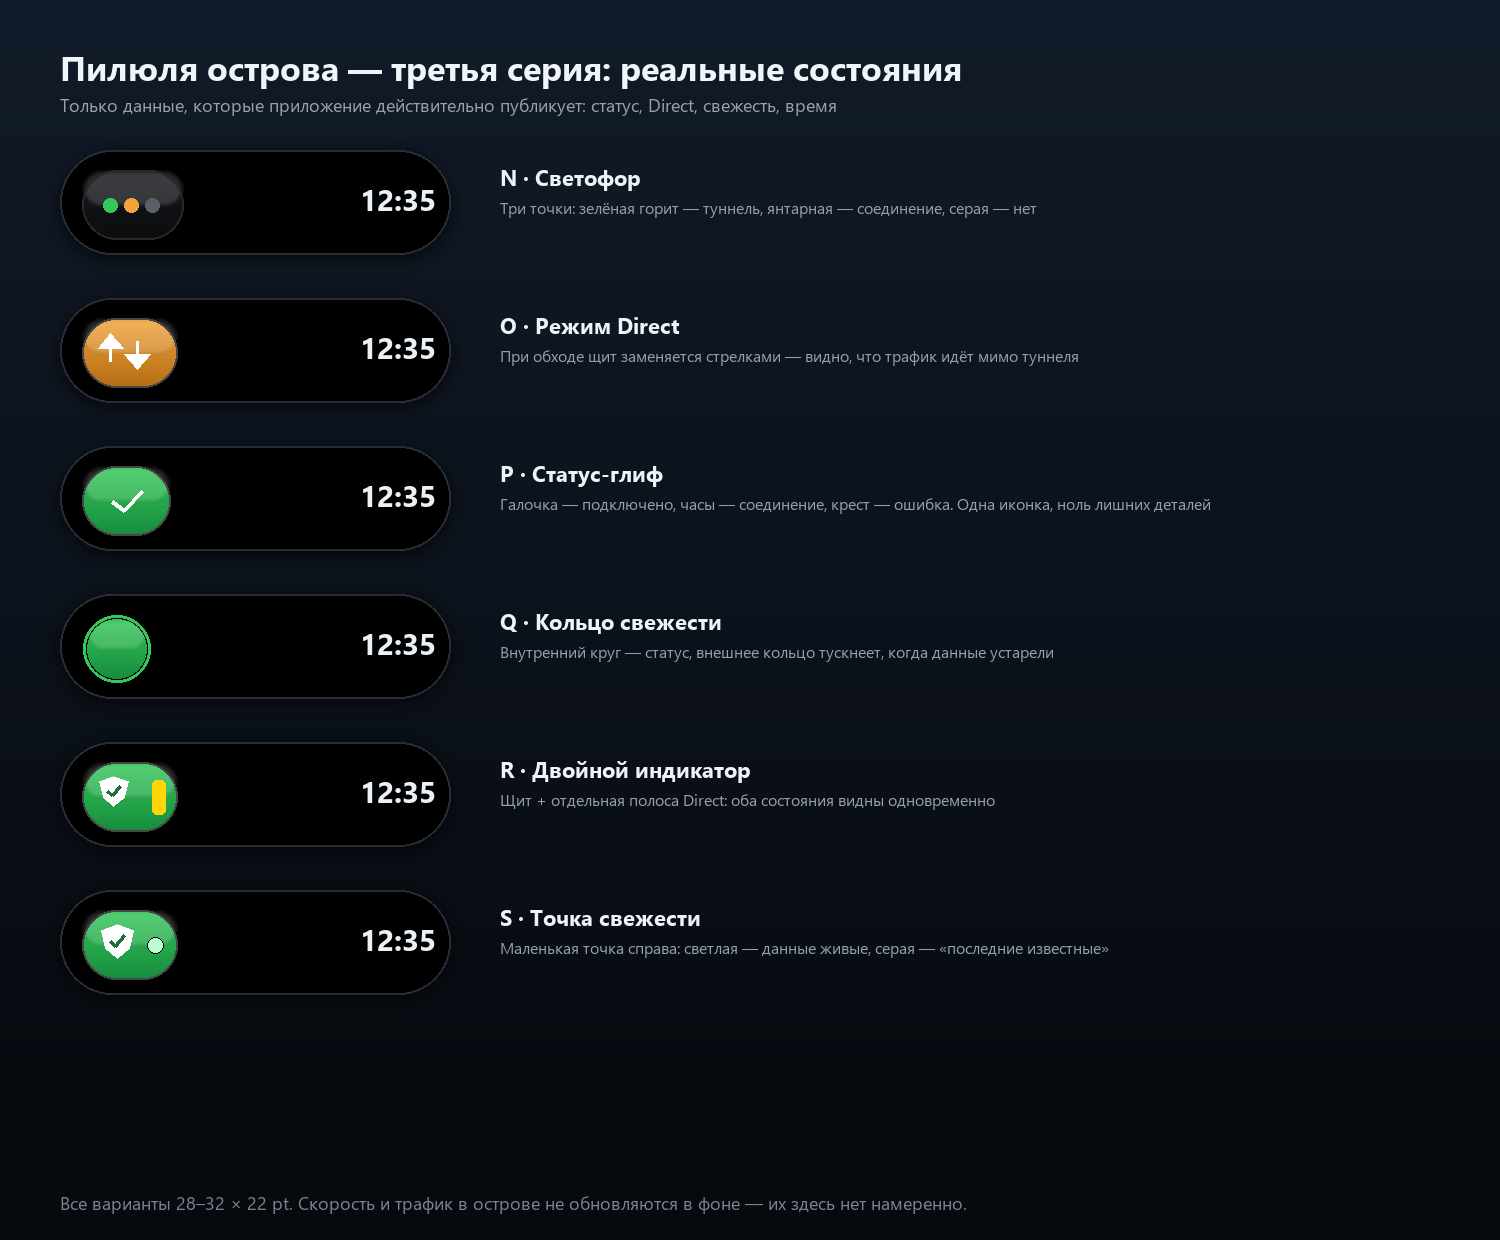 Пилюля острова — третья серия: реальные состояния
Только данные, которые приложение действительно публикует: статус, Direct, свежесть, время
12:35
N · Светофор
Три точки: зелёная горит — туннель, янтарная — соединение, серая — нет
12:35
O · Режим Direct
При обходе щит заменяется стрелками — видно, что трафик идёт мимо туннеля
12:35
P · Статус-глиф
Галочка — подключено, часы — соединение, крест — ошибка. Одна иконка, ноль лишних деталей
12:35
Q · Кольцо свежести
Внутренний круг — статус, внешнее кольцо тускнеет, когда данные устарели
12:35
R · Двойной индикатор
Щит + отдельная полоса Direct: оба состояния видны одновременно
12:35
S · Точка свежести
Маленькая точка справа: светлая — данные живые, серая — «последние известные»
Все варианты 28–32 × 22 pt. Скорость и трафик в острове не обновляются в фоне — их здесь нет намеренно.